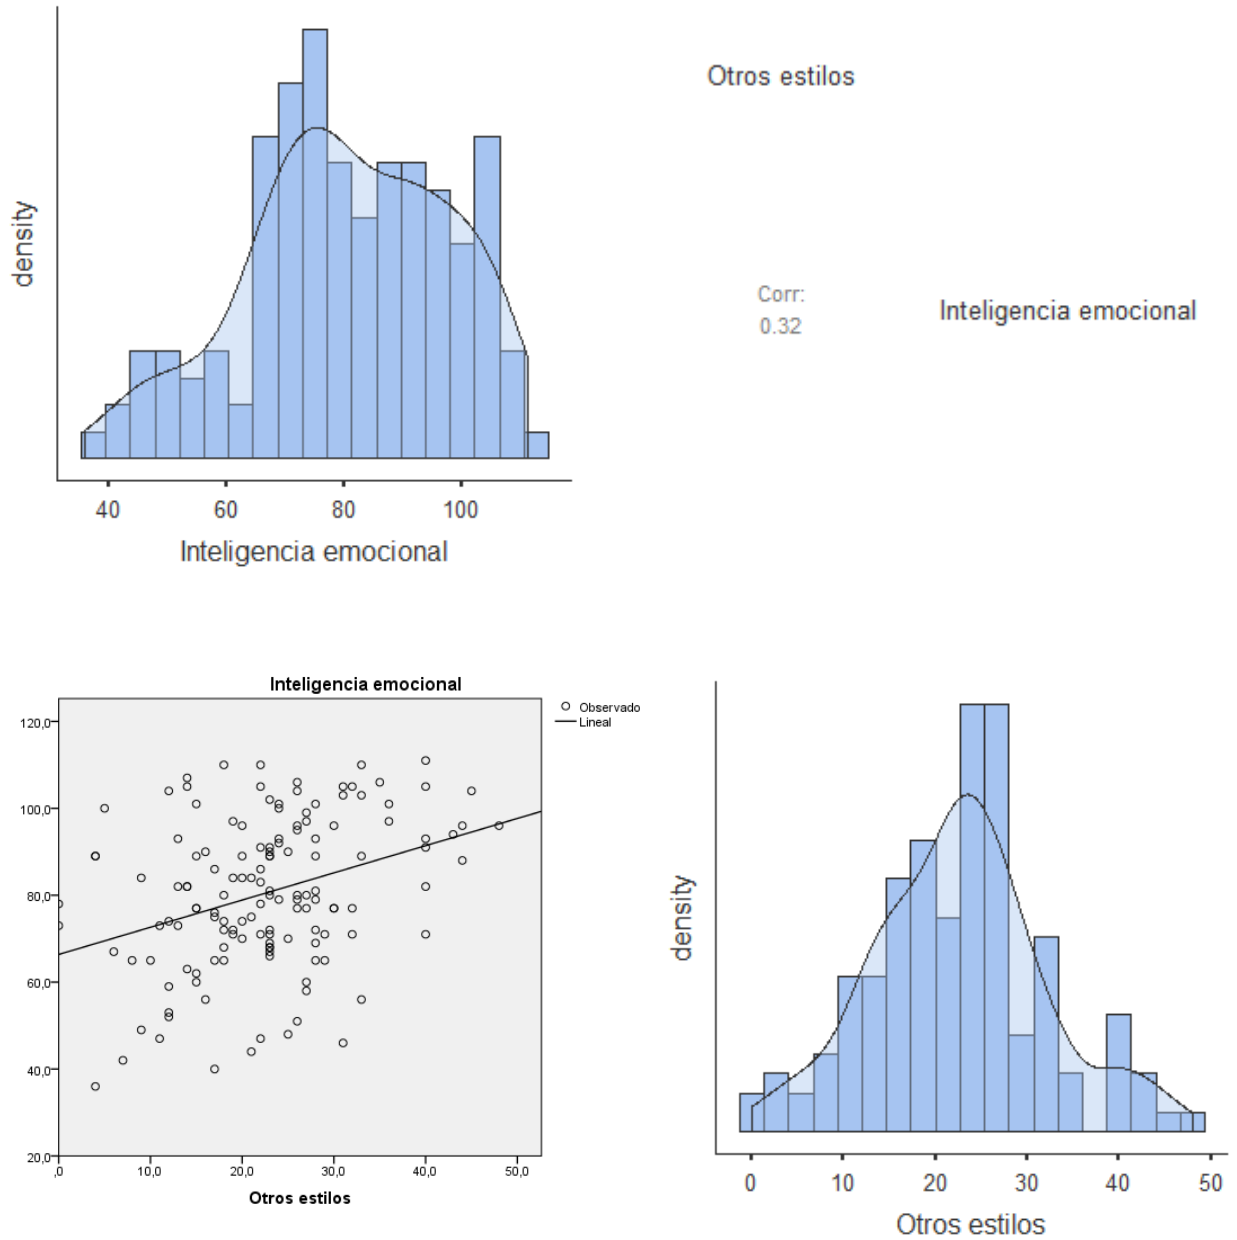 density
40 60 80 100
Inteligencia emocional
Otros estilos
Corr:
0.32
Inteligencia emocional
Inteligencia emocional
Observado
Lineal
120,0
100,0
80,0
60,0
40,0
20,0
,0 10,0 20,0 30,0 40,0 50,0
Otros estilos
density
0 10 20 30 40 50
Otros estilos